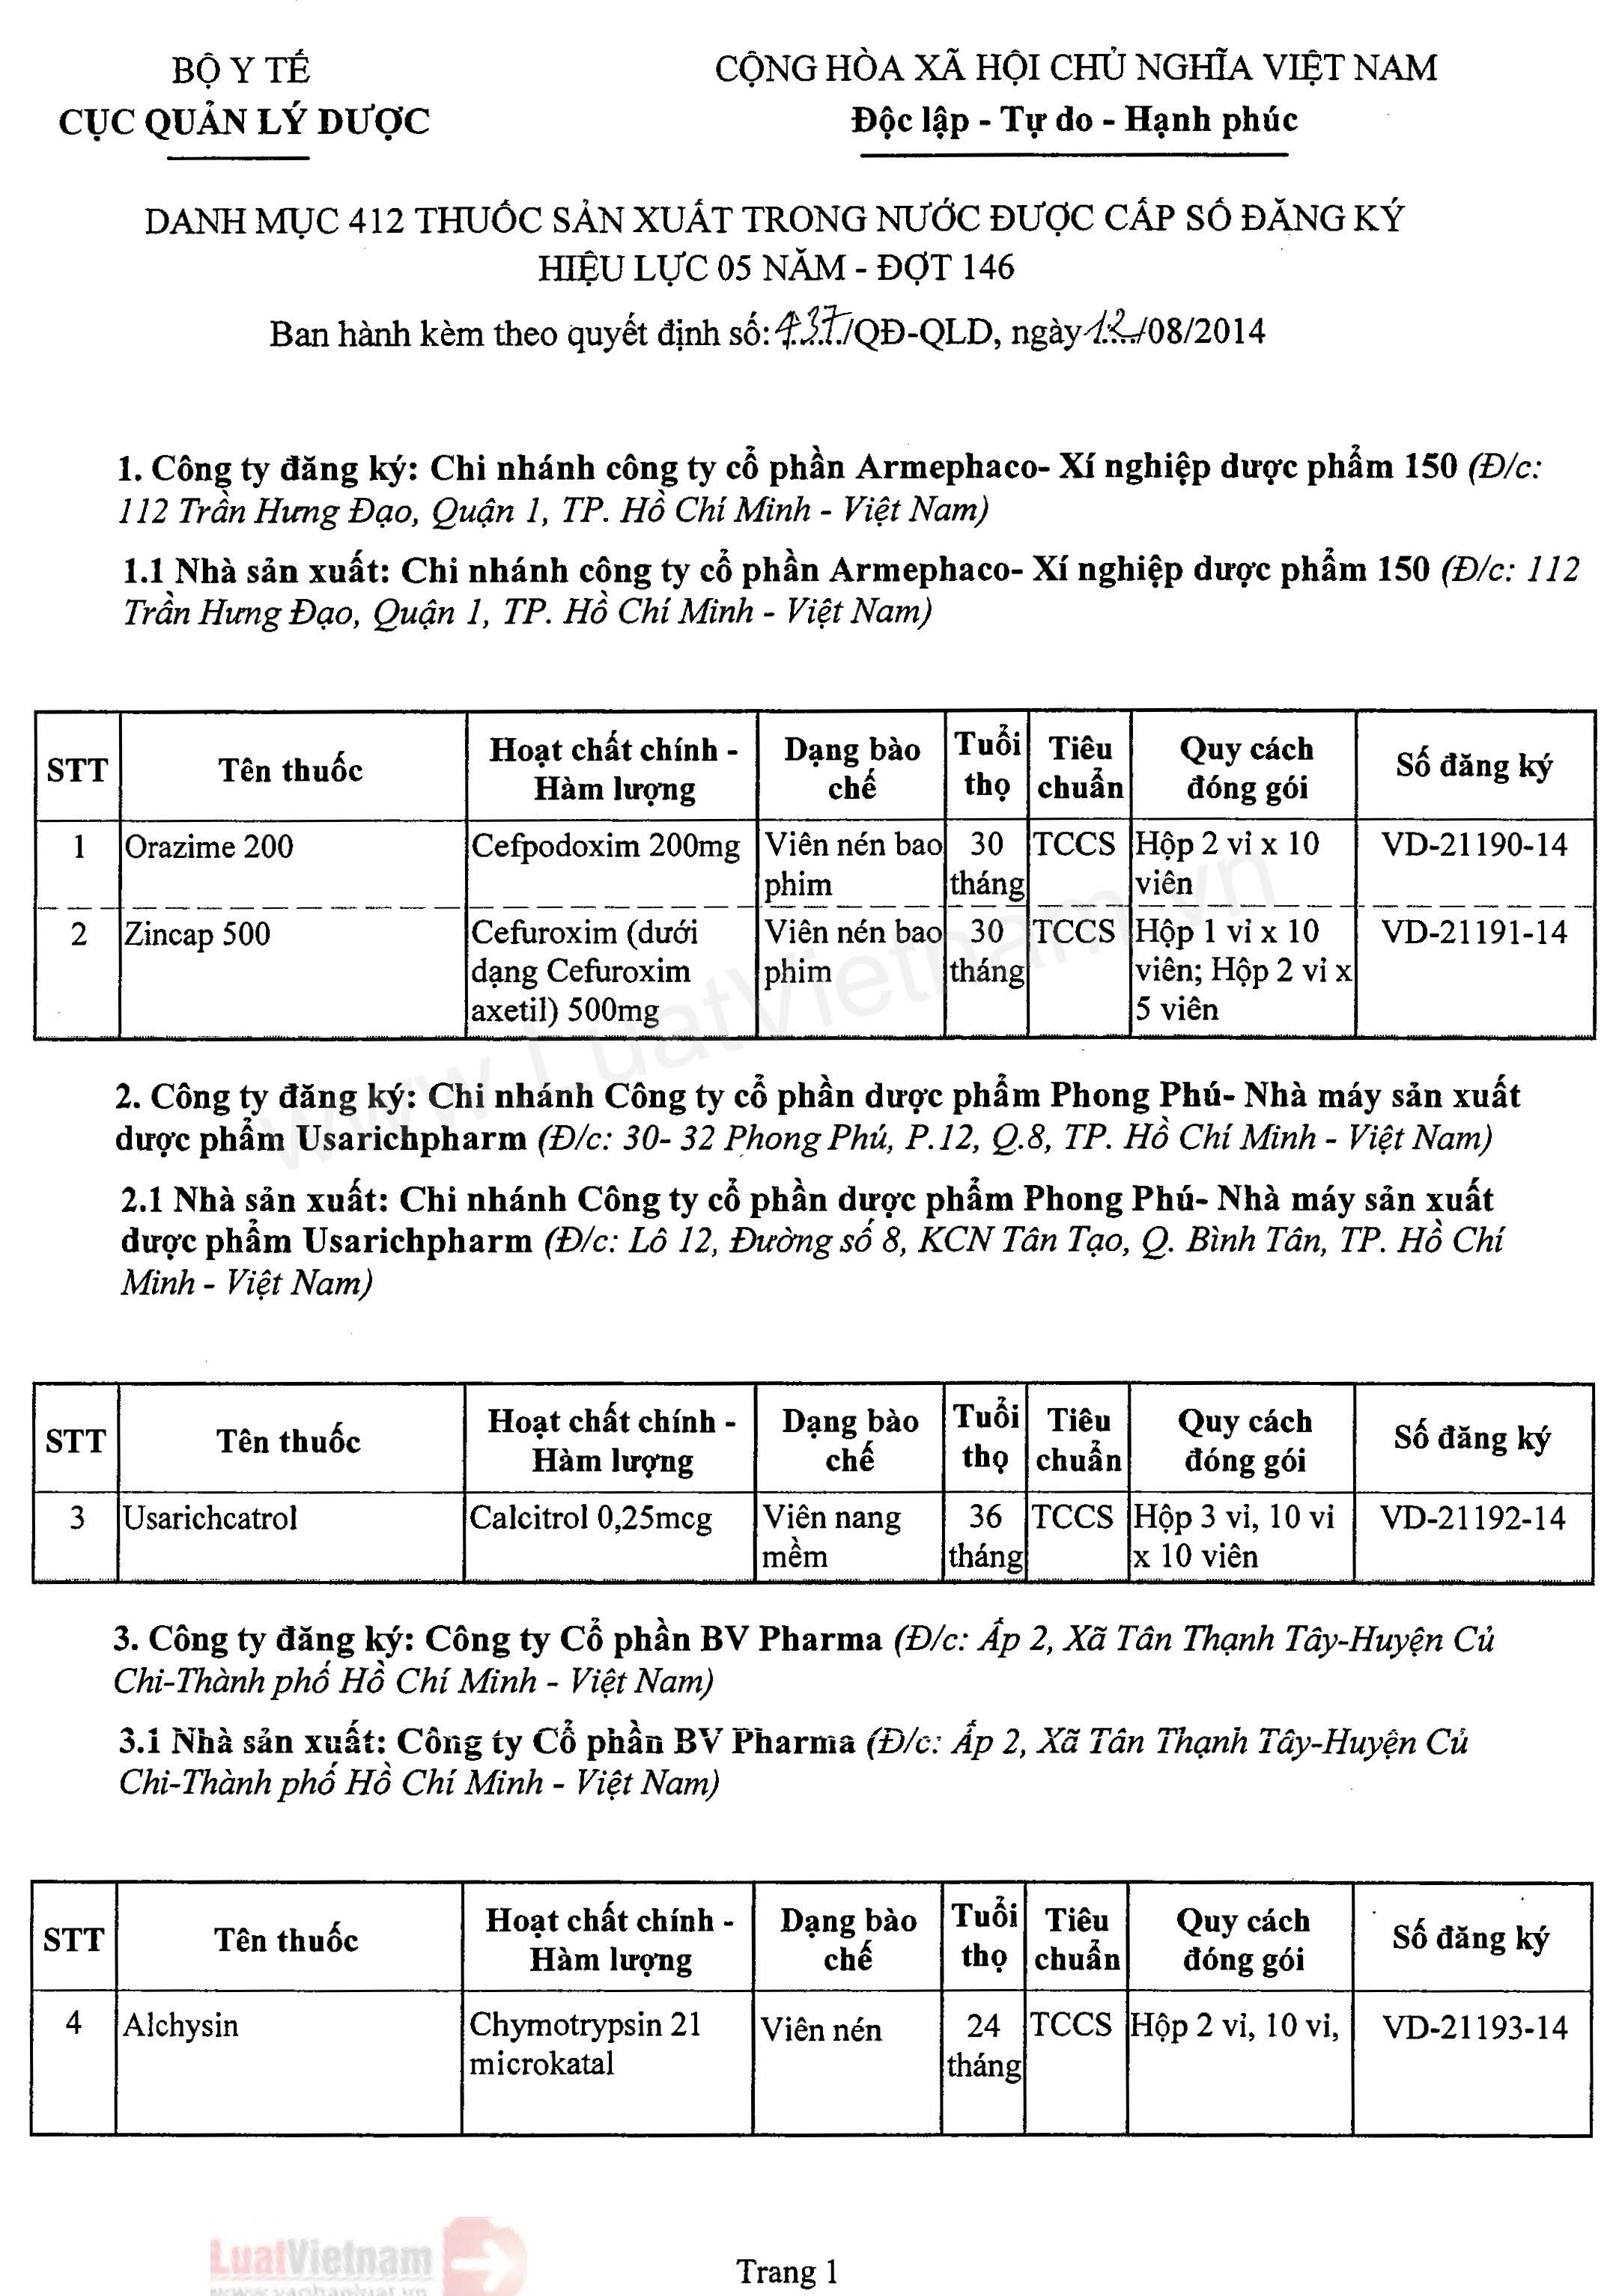 BỘ Y TẾ
CỤC QUẢN LÝ DƯỢC
CỘNG HÒA XÃ HỘI CHỦ NGHĨA VIỆT NAM
Độc lập - Tự do - Hạnh phúc
DANH MỤC 412 THUỐC SẢN XUẤT TRONG NƯỚC ĐƯỢC CẤP SỐ ĐĂNG KÝ
HIỆU LỰC 05 NĂM - ĐỢT 146
Ban hành kèm theo quyết định số: 437/QĐ-QLD, ngày 12/08/2014
1. Công ty đăng ký: Chi nhánh công ty cổ phần Armephaco- Xí nghiệp dược phẩm 150 (Đ/c:
112 Trần Hưng Đạo, Quận 1, TP. Hồ Chí Minh - Việt Nam)
1.1 Nhà sản xuất: Chi nhánh công ty cổ phần Armephaco- Xí nghiệp dược phẩm 150 (Đ/c: 112
Trần Hưng Đạo, Quận 1, TP. Hồ Chí Minh - Việt Nam)
STT Tên thuốc Hoạt chất chính - Hàm lượng Dạng bào chế Tuổi thọ Tiêu chuẩn Quy cách đóng gói Số đăng ký
1 Orazime 200 Cefpodoxim 200mg Viên nén bao phim 30 tháng TCCS Hộp 2 vỉ x 10 viên VD-21190-14
2 Zincap 500 Cefuroxim (dưới dạng Cefuroxim axetil) 500mg Viên nén bao phim 30 tháng TCCS Hộp 1 vỉ x 10 viên; Hộp 2 vỉ x 5 viên VD-21191-14
www.LuatVietnam.vn
2. Công ty đăng ký: Chi nhánh Công ty cổ phần dược phẩm Phong Phú- Nhà máy sản xuất
dược phẩm Usarichpharm (Đ/c: 30- 32 Phong Phú, P.12, Q.8, TP. Hồ Chí Minh - Việt Nam)
2.1 Nhà sản xuất: Chi nhánh Công ty cổ phần dược phẩm Phong Phú- Nhà máy sản xuất
dược phẩm Usarichpharm (Đ/c: Lô 12, Đường số 8, KCN Tân Tạo, Q. Bình Tân, TP. Hồ Chí
Minh - Việt Nam)
STT Tên thuốc Hoạt chất chính - Hàm lượng Dạng bào chế Tuổi thọ Tiêu chuẩn Quy cách đóng gói Số đăng ký
3 Usarichcatrol Calcitrol 0,25mcg Viên nang mềm 36 tháng TCCS Hộp 3 vỉ, 10 vỉ x 10 viên VD-21192-14
3. Công ty đăng ký: Công ty Cổ phần BV Pharma (Đ/c: Ấp 2, Xã Tân Thạnh Tây-Huyện Củ
Chi-Thành phố Hồ Chí Minh - Việt Nam)
3.1 Nhà sản xuất: Công ty Cổ phần BV Pharma (Đ/c: Ấp 2, Xã Tân Thạnh Tây-Huyện Củ
Chi-Thành phố Hồ Chí Minh - Việt Nam)
STT Tên thuốc Hoạt chất chính - Hàm lượng Dạng bào chế Tuổi thọ Tiêu chuẩn Quy cách đóng gói Số đăng ký
4 Alchysin Chymotrypsin 21 microkatal Viên nén 24 tháng TCCS Hộp 2 vỉ, 10 vỉ, VD-21193-14
LuatVietnam
Trang 1